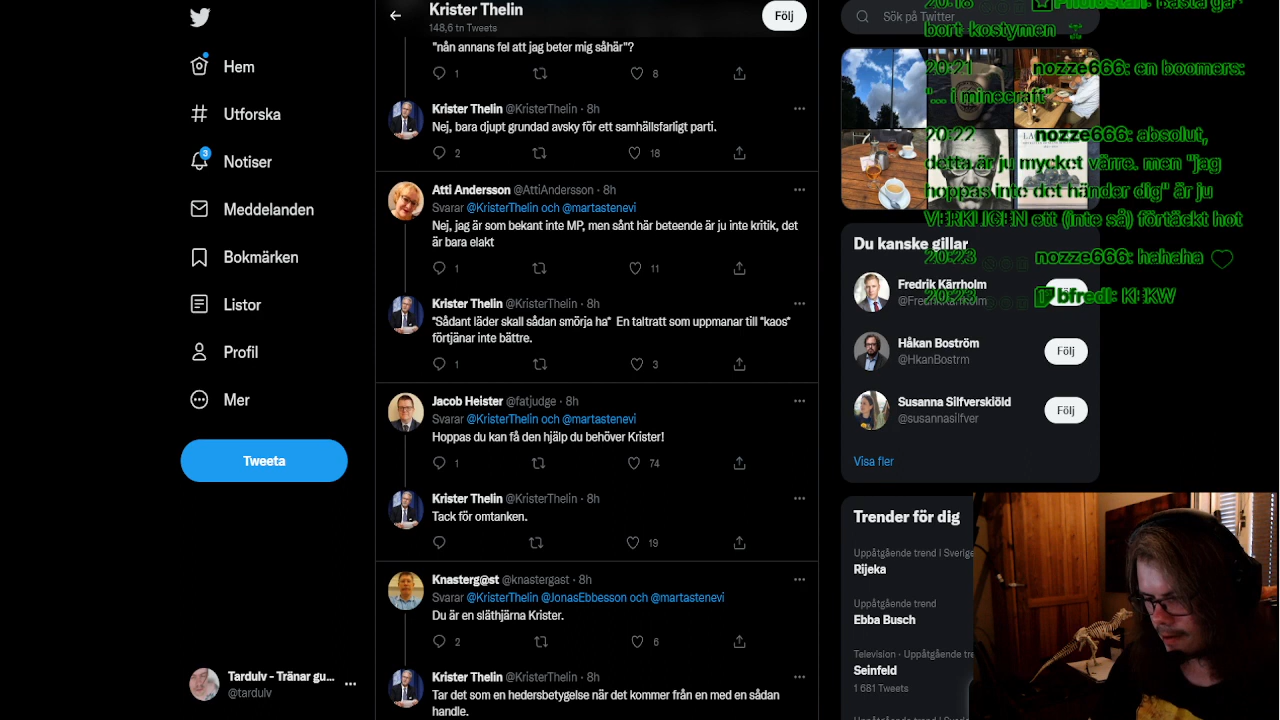 Hem
Utforska
3
Notiser
Meddelanden
Bokmärken
Listor
Profil
Mer
Tweeta
Tardulv - Tränar gu...
@tardulv
Krister Thelin
148,6 tn Tweets
Följ
"nån annans fel att jag beter mig såhär"?
1
8
Krister Thelin @KristerThelin · 8h
Nej, bara djupt grundad avsky för ett samhällsfarligt parti.
2
18
Atti Andersson @AttiAndersson · 8h
Svarar @KristerThelin och @martastenevi
Nej, jag är som bekant inte MP, men sånt här beteende är ju inte kritik, det
är bara elakt
1
11
Krister Thelin @KristerThelin · 8h
"Sådant läder skall sådan smörja ha" En taltratt som uppmanar till "kaos"
förtjänar inte bättre.
1
3
Jacob Heister @fatjudge · 8h
Svarar @KristerThelin och @martastenevi
Hoppas du kan få den hjälp du behöver Krister!
1
74
Krister Thelin @KristerThelin · 8h
Tack för omtanken.
19
Knasterg@st @knastergast · 8h
Svarar @KristerThelin @JonasEbbesson och @martastenevi
Du är en släthjärna Krister.
2
6
Krister Thelin @KristerThelin · 8h
Tar det som en hedersbetygelse när det kommer från en med en sådan
handle.
Sök på Twitter
bort kostymen
20:21 nozze666: en boomers:
"... i minecraft"
20:22 nozze666: absolut,
detta är ju mycket värre. men "jag
hoppas inte det händer dig" är ju
VERKLIGEN ett (inte så) förtäckt hot
20:23 nozze666: hahaha
20:23 bfredl: KEKW
Du kanske gillar
Fredrik Kärrholm
Håkan Boström
@HkanBostrm
Följ
Susanna Silfverskiöld
@susannasilfver
Följ
Visa fler
Trender för dig
Uppåtgående trend I Sverige
Rijeka
Uppåtgående trend
Ebba Busch
Television · Uppåtgående tre
Seinfeld
1 681 Tweets